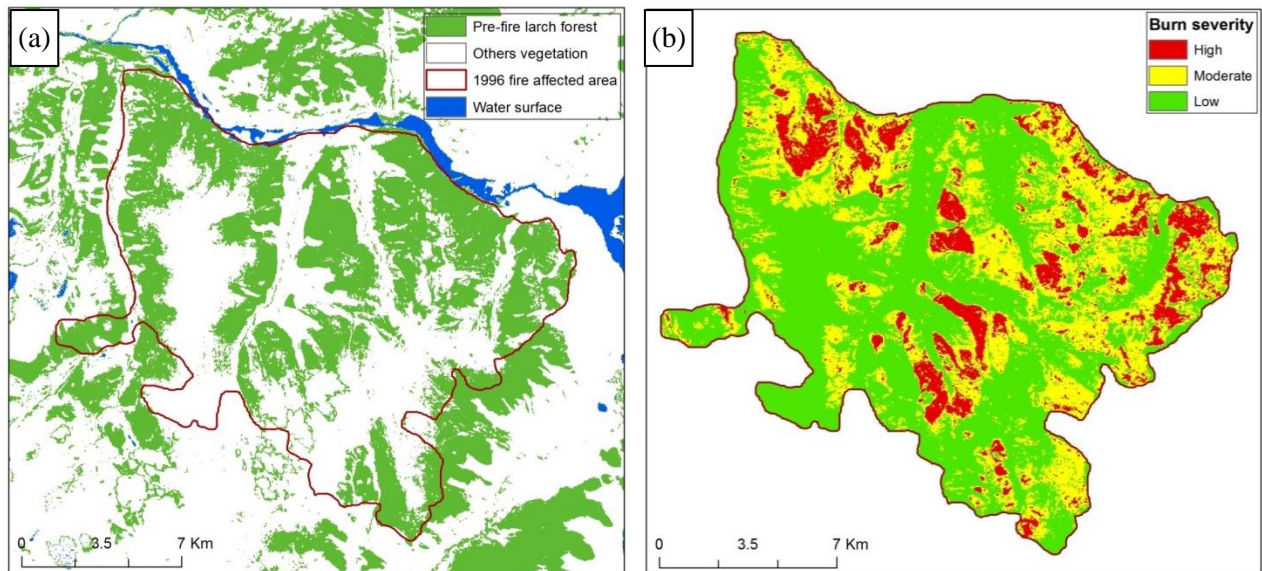 (a)
Pre-fire larch forest
Others vegetation
1996 fire affected area
Water surface
0 3.5 7 Km
(b)
Burn severity
High
Moderate
Low
0 3.5 7 Km